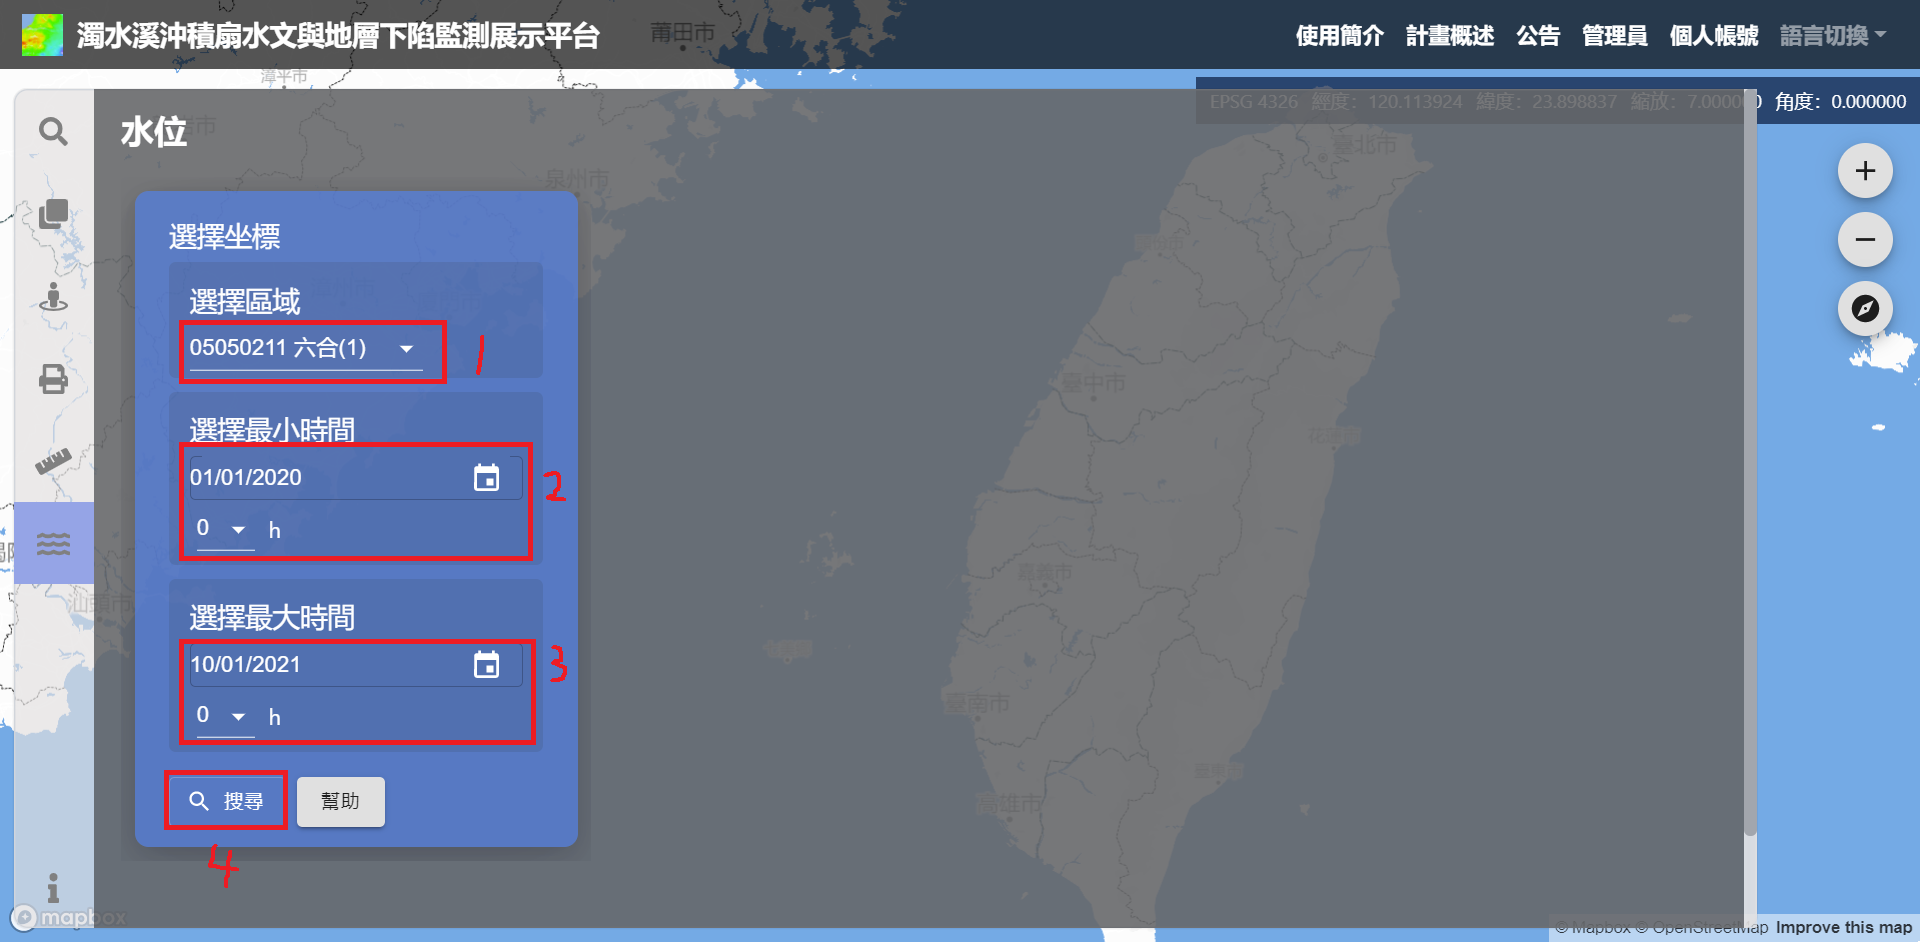 濁水溪沖積扇水文與地層下陷監測展示平台
使用簡介 計畫概述 公告 管理員 個人帳號 語言切換
莆田市
漳平市
EPSG 4326 經度: 120.113924 緯度: 23.898837 縮放: 7.000000 角度: 0.000000
水位
泉州市
臺北市
選擇坐標
選擇區域
05050211 六合(1)
1
臺中市
選擇最小時間
01/01/2020
2
0 h
嘉義市
汕頭市
選擇最大時間
10/01/2021
3
0 h
臺南市
高雄市
搜尋
幫助
4
mapbox
© Mapbox © OpenStreetMap Improve this map